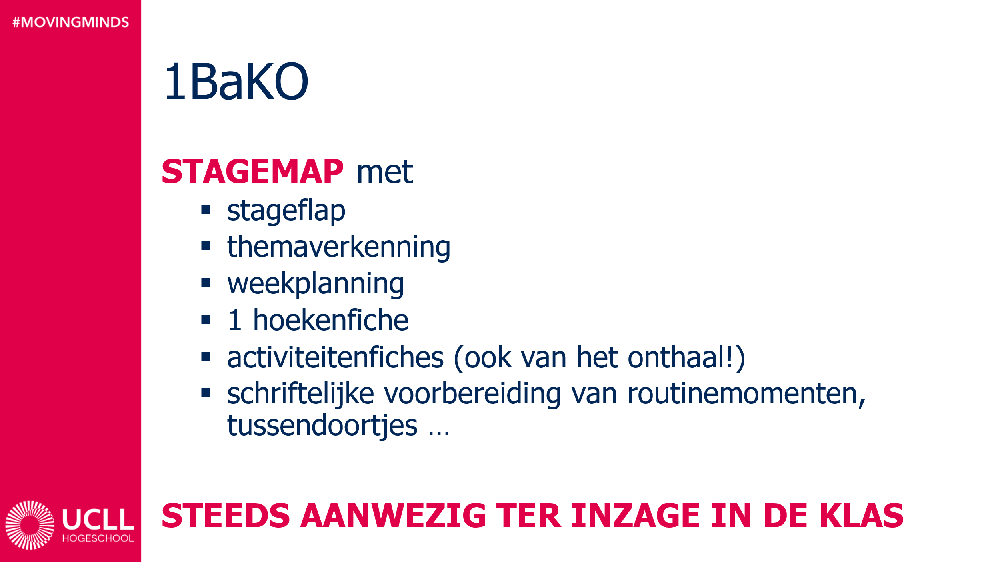 #MOVINGMINDS
1BaKO
STAGEMAP met
▪ stageflap
▪ themaverkenning
▪ weekplanning
▪ 1 hoekenfiche
▪ activiteitenfiches (ook van het onthaal!)
▪ schriftelijke voorbereiding van routinemomenten,
tussendoortjes …
STEEDS AANWEZIG TER INZAGE IN DE KLAS
UCLL
HOGESCHOOL